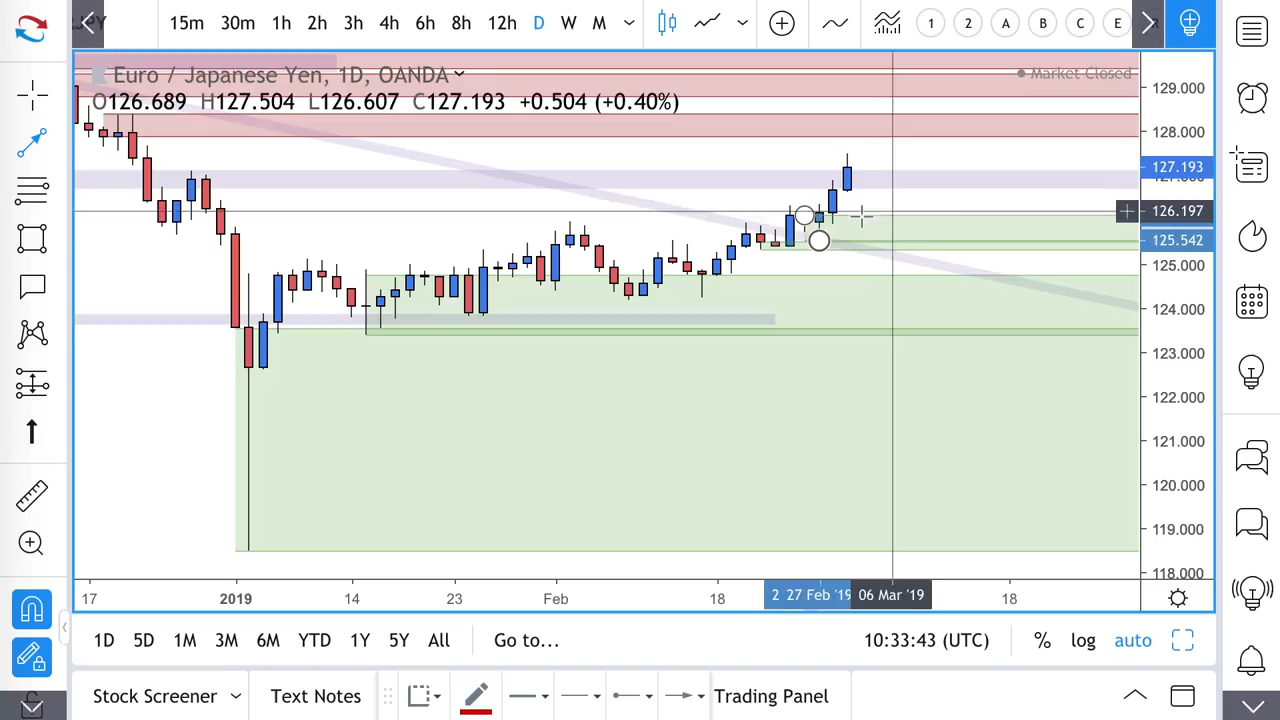 JPY 15m 30m 1h 2h 3h 4h 6h 8h 12h D W M 1 2 A B C E
Euro / Japanese Yen, 1D, OANDA
Market Closed
O126.689 H127.504 L126.607 C127.193 +0.504 (+0.40%)
129.000
128.000
127.193
127.000
126.197
125.542
125.000
124.000
123.000
122.000
121.000
120.000
119.000
118.000
17 2019 14 23 Feb 18 2 27 Feb '19 06 Mar '19 18
1D 5D 1M 3M 6M YTD 1Y 5Y All Go to... 10:33:43 (UTC) % log auto
Stock Screener Text Notes Trading Panel